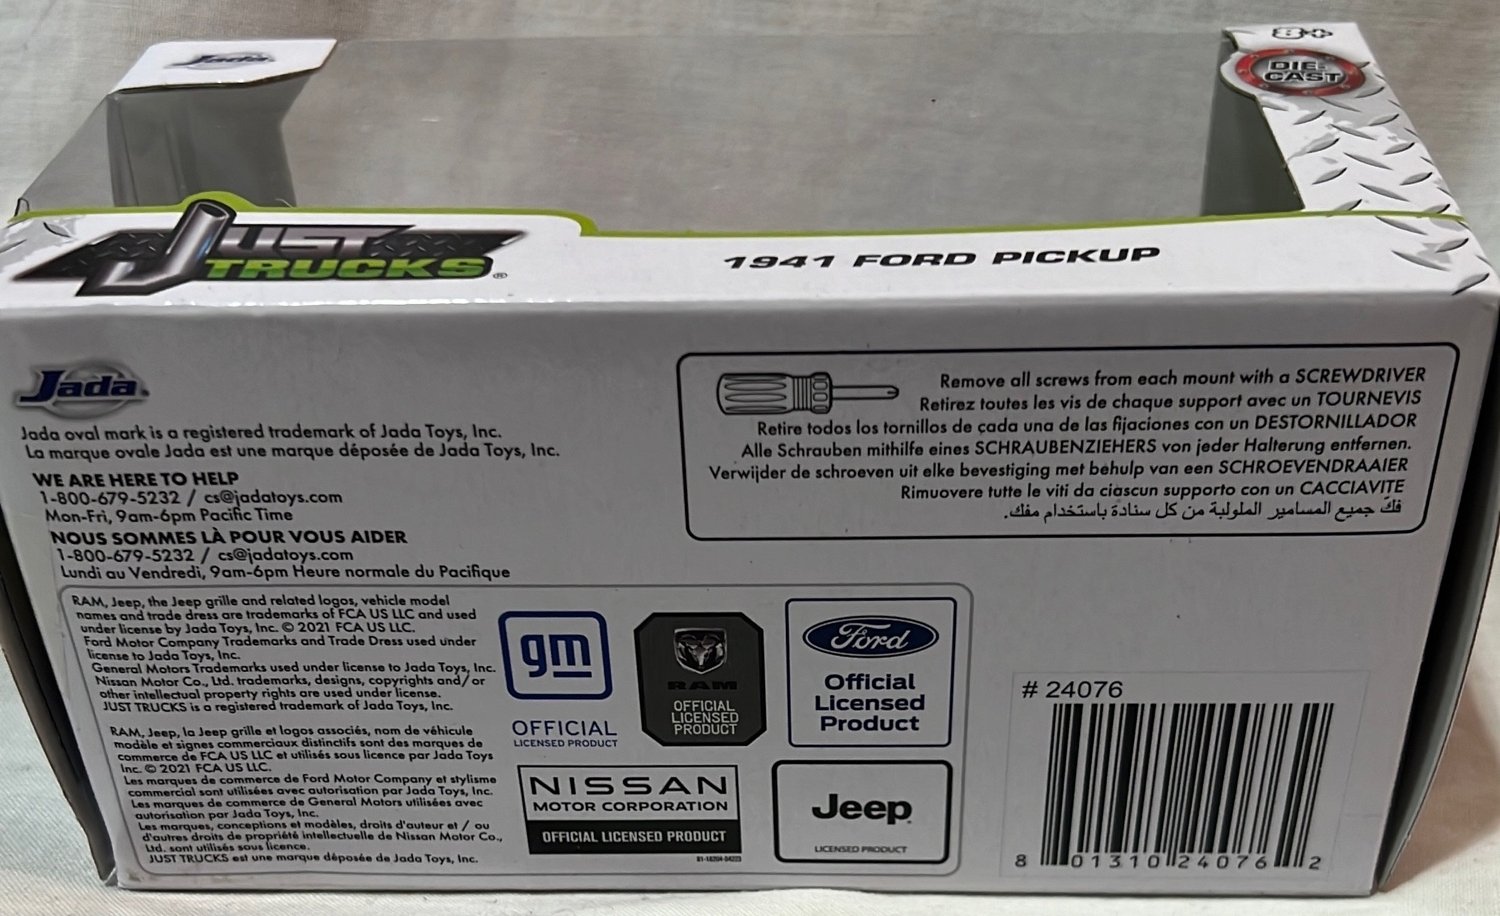 Jada
8+
DIE-CAST
JUST TRUCKS®
1941 FORD PICKUP
Jada®
Jada oval mark is a registered trademark of Jada Toys, Inc.
La marque ovale Jada est une marque déposée de Jada Toys, Inc.
WE ARE HERE TO HELP
1-800-679-5232 / cs@jadatoys.com
Mon-Fri, 9am-6pm Pacific Time
NOUS SOMMES LÀ POUR VOUS AIDER
1-800-679-5232 / cs@jadatoys.com
Lundi au Vendredi, 9am-6pm Heure normale du Pacifique
Remove all screws from each mount with a SCREWDRIVER
Retirez toutes les vis de chaque support avec un TOURNEVIS
Retire todos los tornillos de cada una de las fijaciones con un DESTORNILLADOR
Alle Schrauben mithilfe eines SCHRAUBENZIEHERS von jeder Halterung entfernen.
Verwijder de schroeven uit elke bevestiging met behulp van een SCHROEVENDRAAIER
Rimuovere tutte le viti da ciascun supporto con un CACCIAVITE
فك جميع المسامير الملولبة من كل سنادة باستخدام مفك.
RAM, Jeep, the Jeep grille and related logos, vehicle model
names and trade dress are trademarks of FCA US LLC and used
under license by Jada Toys, Inc. © 2021 FCA US LLC.
Ford Motor Company Trademarks and Trade Dress used under
license to Jada Toys, Inc.
General Motors Trademarks used under license to Jada Toys, Inc.
Nissan Motor Co., Ltd. trademarks, designs, copyrights and/or
other intellectual property rights are used under license.
JUST TRUCKS is a registered trademark of Jada Toys, Inc.
RAM, Jeep, la Jeep grille et logos associés, nom de véhicule
modèle et signes commerciaux distinctifs sont des marques de
commerce de FCA US LLC et utilisés sous licence par Jada Toys
Inc. © 2021 FCA US LLC.
Les marques de commerce de Ford Motor Company et stylisme
commercial sont utilisées avec autorisation par Jada Toys, Inc.
Les marques de commerce de General Motors utilisées avec
autorisation par Jada Toys, Inc.
Les marques, conceptions et modèles, droits d'auteur et / ou
d'autres droits de propriété intellectuelle de Nissan Motor Co.,
Ltd. sont utilisés sous licence.
JUST TRUCKS est une marque déposée de Jada Toys, Inc.
gm
OFFICIAL
LICENSED PRODUCT
RAM
OFFICIAL
LICENSED
PRODUCT
Ford
Official
Licensed
Product
NISSAN
MOTOR CORPORATION
OFFICIAL LICENSED PRODUCT
Jeep
LICENSED PRODUCT
# 24076
8 01310 24076 2